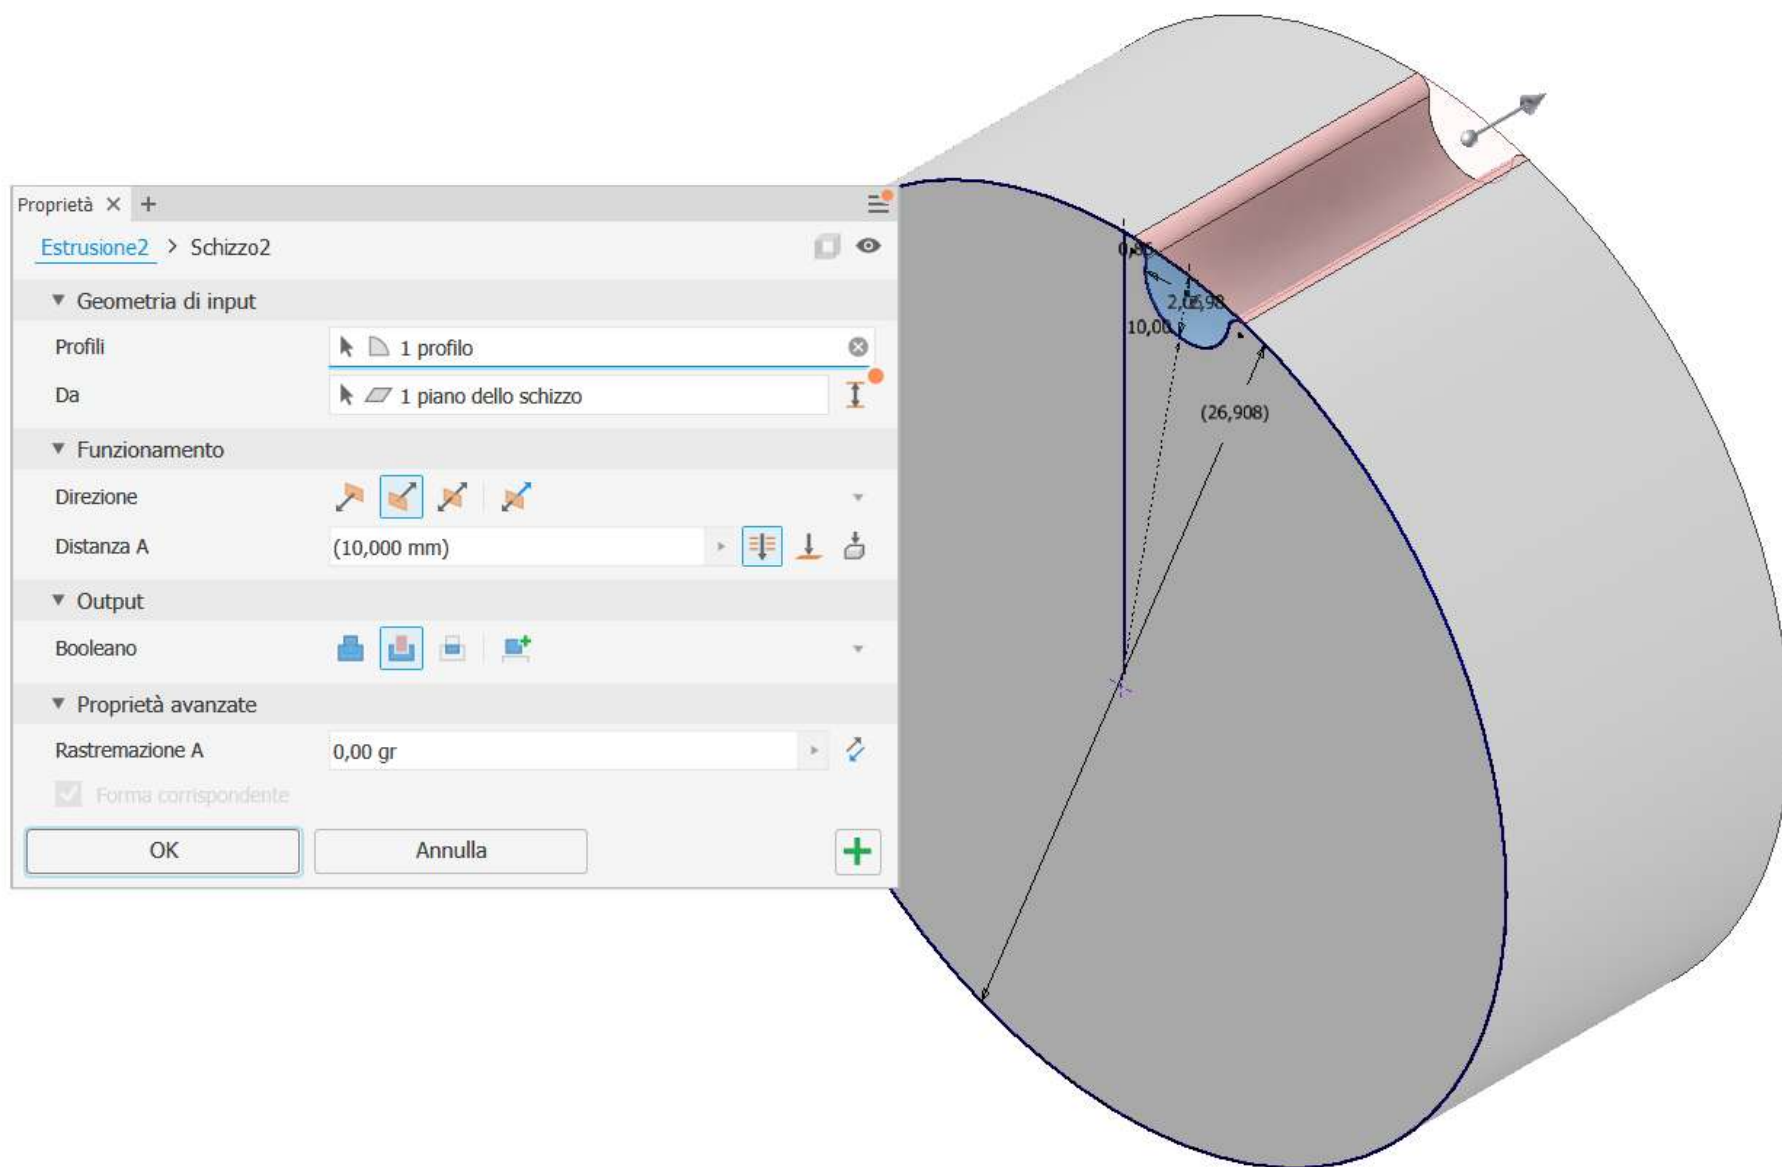 Proprietà
Estrusione2 > Schizzo2
Geometria di input
Profili 1 profilo
Da 1 piano dello schizzo
Funzionamento
Direzione
Distanza A (10,000 mm)
Output
Booleano
Proprietà avanzate
Rastremazione A 0,00 gr
Forma corrispondente
OK Annulla
10,00
(26,908)